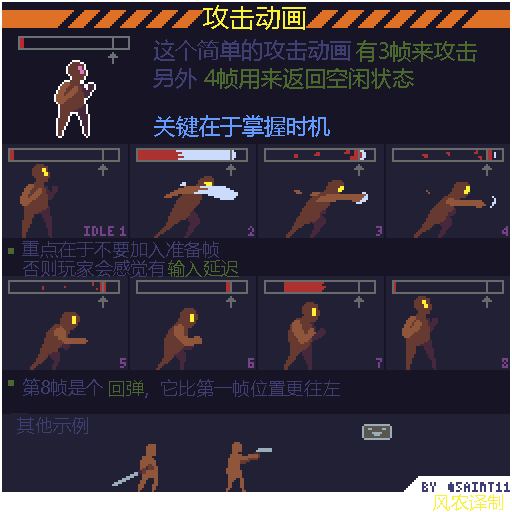 攻击动画
这个简单的攻击动画 有3帧来攻击
另外 4帧用来返回空闲状态
关键在于掌握时机
IDLE 1
2
3
4
重点在于不要加入准备帧
否则玩家会感觉有输入延迟
5
6
7
8
第8帧是个 回弹, 它比第一帧位置更往左
其他示例
BY @SAINT11
风农译制